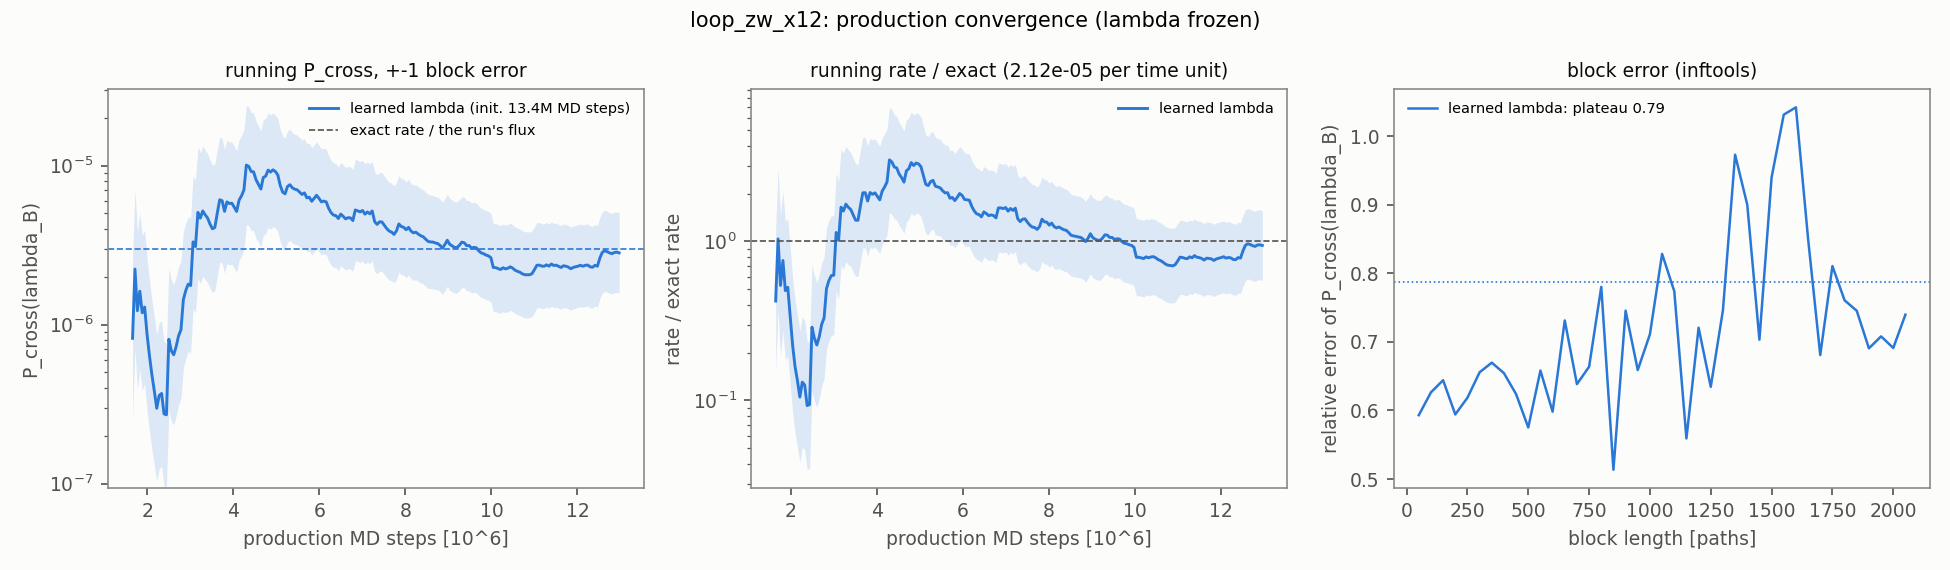 loop_zw_x12: production convergence (lambda frozen)
running P_cross, +-1 block error
learned lambda (init. 13.4M MD steps)
exact rate / the run's flux
P_cross(lambda_B)
10^-5
10^-6
10^-7
2 4 6 8 10 12
production MD steps [10^6]
running rate / exact (2.12e-05 per time unit)
learned lambda
rate / exact rate
10^0
10^-1
2 4 6 8 10 12
production MD steps [10^6]
block error (inftools)
learned lambda: plateau 0.79
relative error of P_cross(lambda_B)
1.0
0.9
0.8
0.7
0.6
0.5
0 250 500 750 1000 1250 1500 1750 2000
block length [paths]